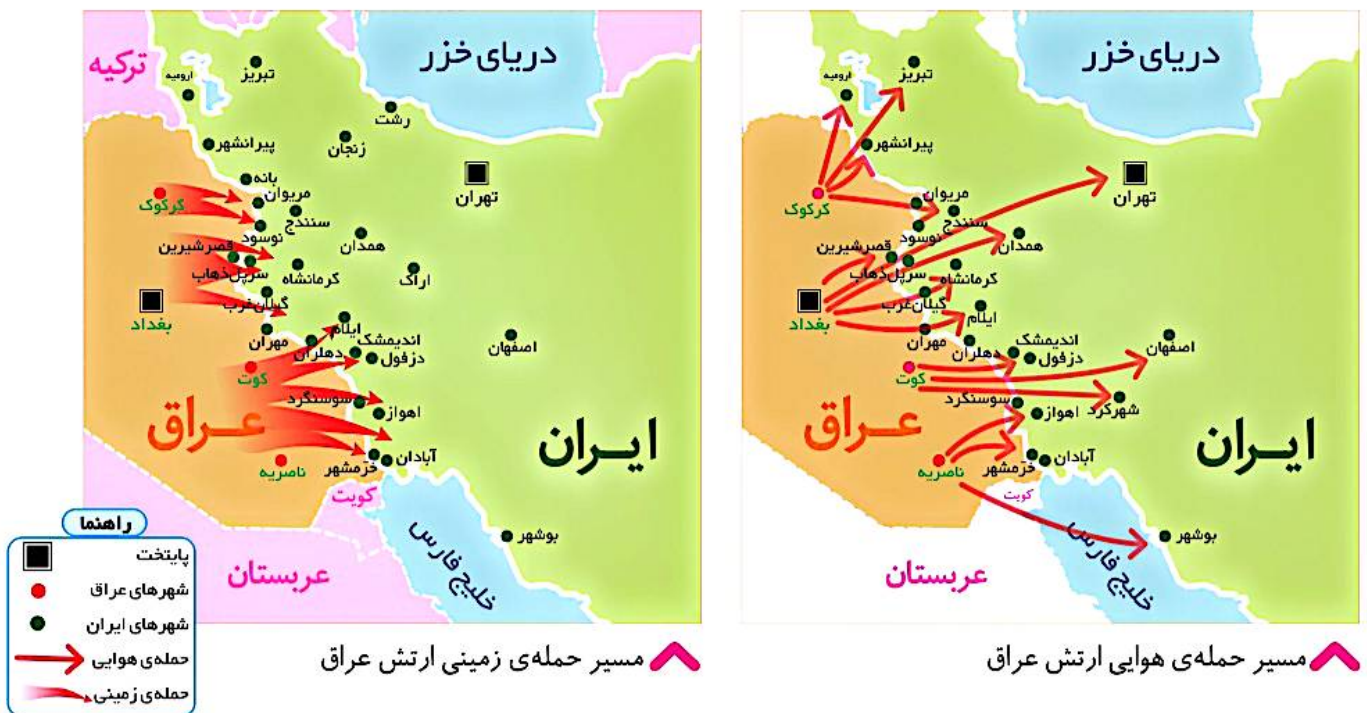 ترکیه
دریای خزر
تبریز
ارومیه
رشت
زنجان
پیرانشهر
تهران
بانه
مریوان
سنندج
کرکوک
نوسود
همدان
قصرشیرین
سرپل‌ذهاب
کرمانشاه
اراک
گیلان‌غرب
بغداد
ایلام
مهران
دهلران
اندیمشک
دزفول
اصفهان
کوت
سوسنگرد
اهواز
عراق
ایران
خرّمشهر
آبادان
ناصریه
کویت
بوشهر
خلیج فارس
عربستان
راهنما
پایتخت
شهرهای عراق
شهرهای ایران
حمله‌ی هوایی
حمله‌ی زمینی
مسیر حمله‌ی زمینی ارتش عراق
دریای خزر
تبریز
ارومیه
پیرانشهر
تهران
مریوان
سنندج
کرکوک
نوسود
همدان
قصرشیرین
سرپل‌ذهاب
کرمانشاه
گیلان‌غرب
بغداد
ایلام
مهران
دهلران
اندیمشک
دزفول
اصفهان
کوت
سوسنگرد
شهرکرد
اهواز
عراق
ایران
خرّمشهر
آبادان
ناصریه
کویت
بوشهر
خلیج فارس
عربستان
مسیر حمله‌ی هوایی ارتش عراق